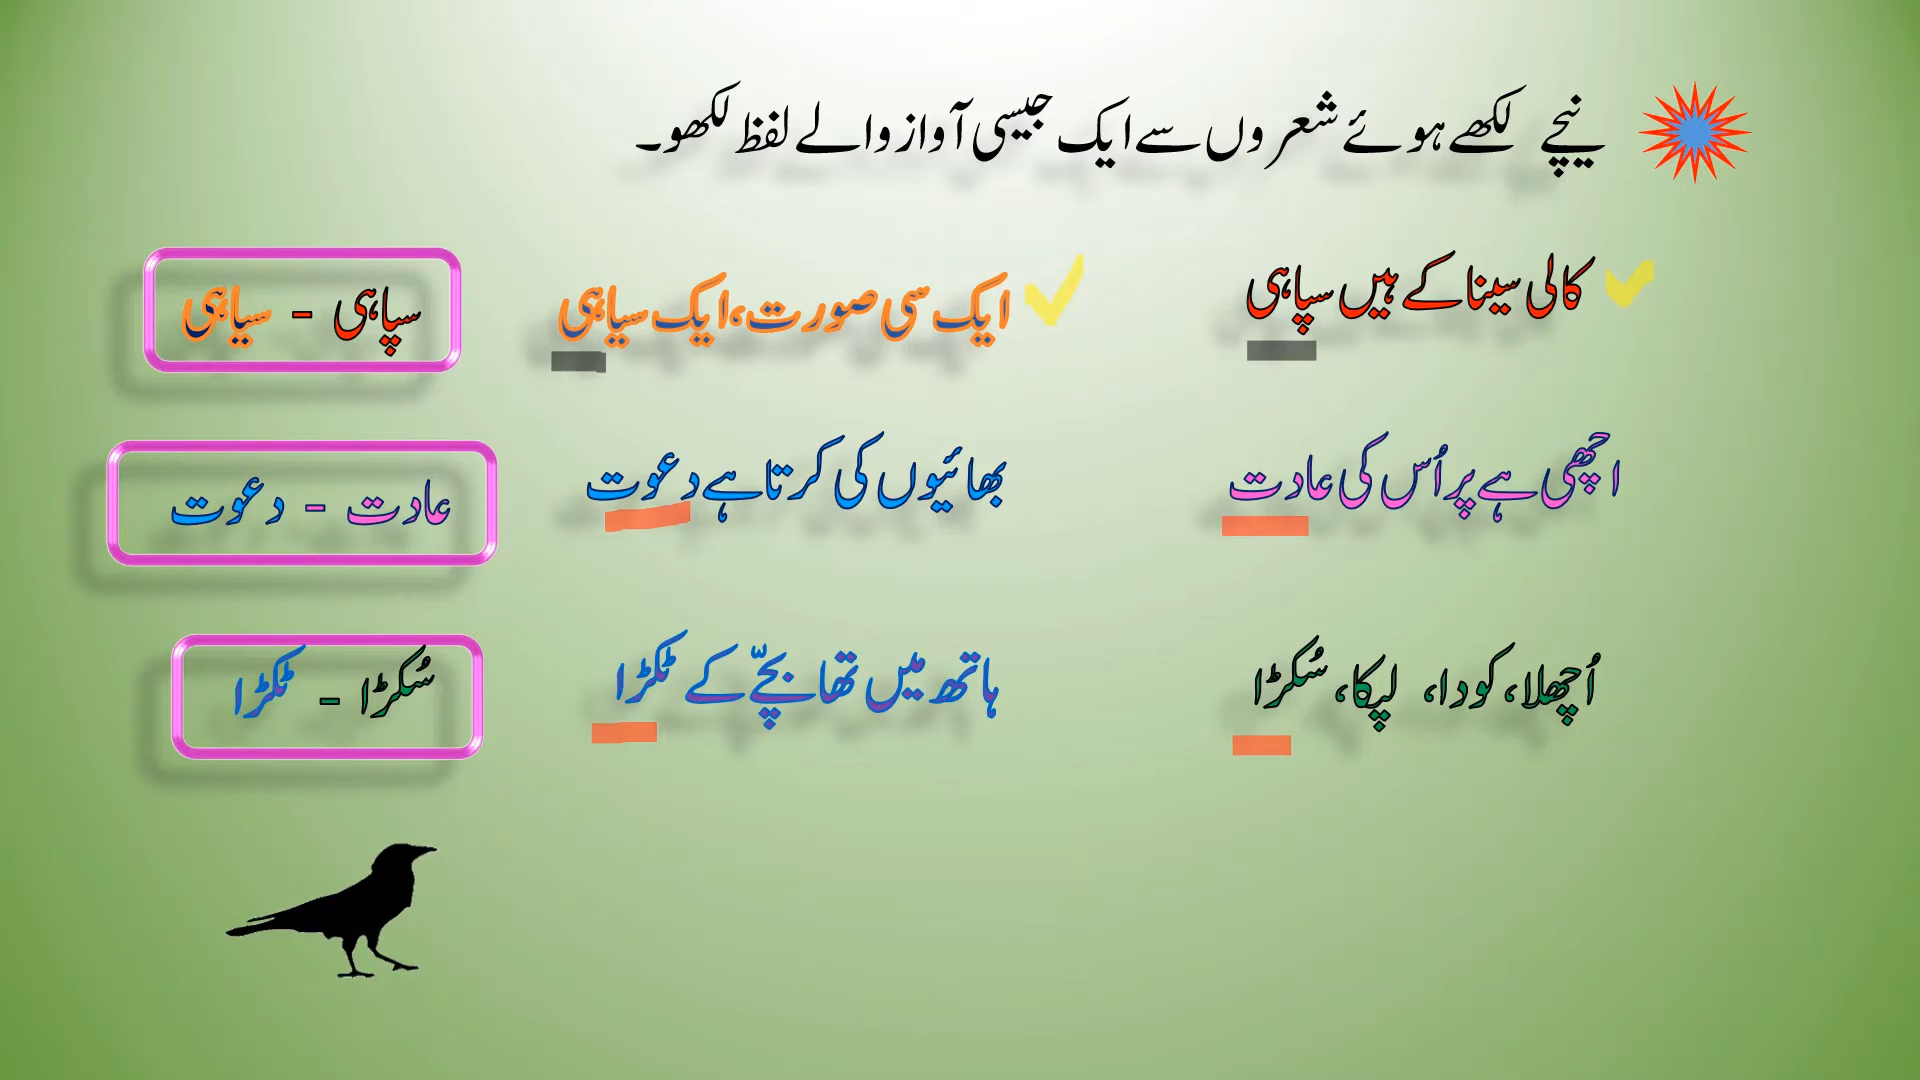 نیچے لکھے ہوئے شعروں سے ایک جیسی آواز والے لفظ لکھو۔
کالی سینا کے ہیں سپاہی ایک سی صورت، ایک سیاہی سپاہی - سیاہی
اچھی ہے پر اُس کی عادت بھائیوں کی کرتا ہے دعوت عادت - دعوت
اُچھلا، کودا، لپکا، سُکڑا ہاتھ میں تھا بچّے کے ٹکڑا سُکڑا - ٹکڑا